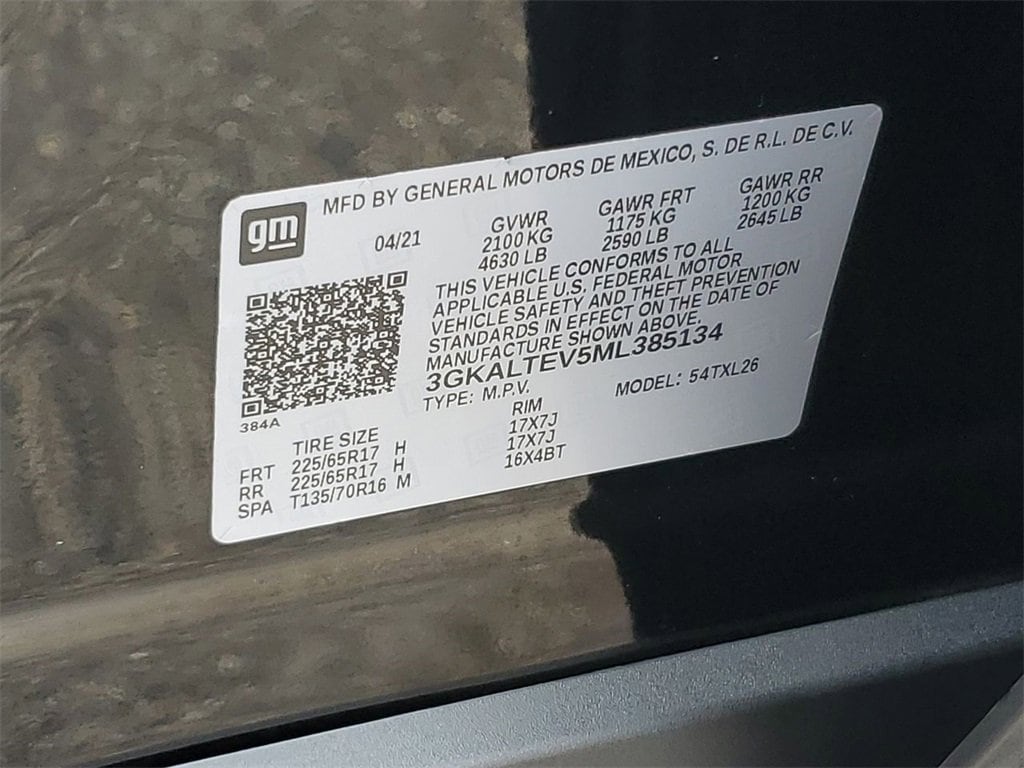 MFD BY GENERAL MOTORS DE MEXICO, S. DE R.L. DE C.V.
gm
04/21
GVWR GAWR FRT GAWR RR
2100 KG 1175 KG 1200 KG
4630 LB 2590 LB 2645 LB
THIS VEHICLE CONFORMS TO ALL
APPLICABLE U.S. FEDERAL MOTOR
VEHICLE SAFETY AND THEFT PREVENTION
STANDARDS IN EFFECT ON THE DATE OF
MANUFACTURE SHOWN ABOVE.
3GKALTEV5ML385134
TYPE: M.P.V. MODEL: 54TXL26
384A
TIRE SIZE RIM
FRT 225/65R17 H 17X7J
RR 225/65R17 H 17X7J
SPA T135/70R16 M 16X4BT